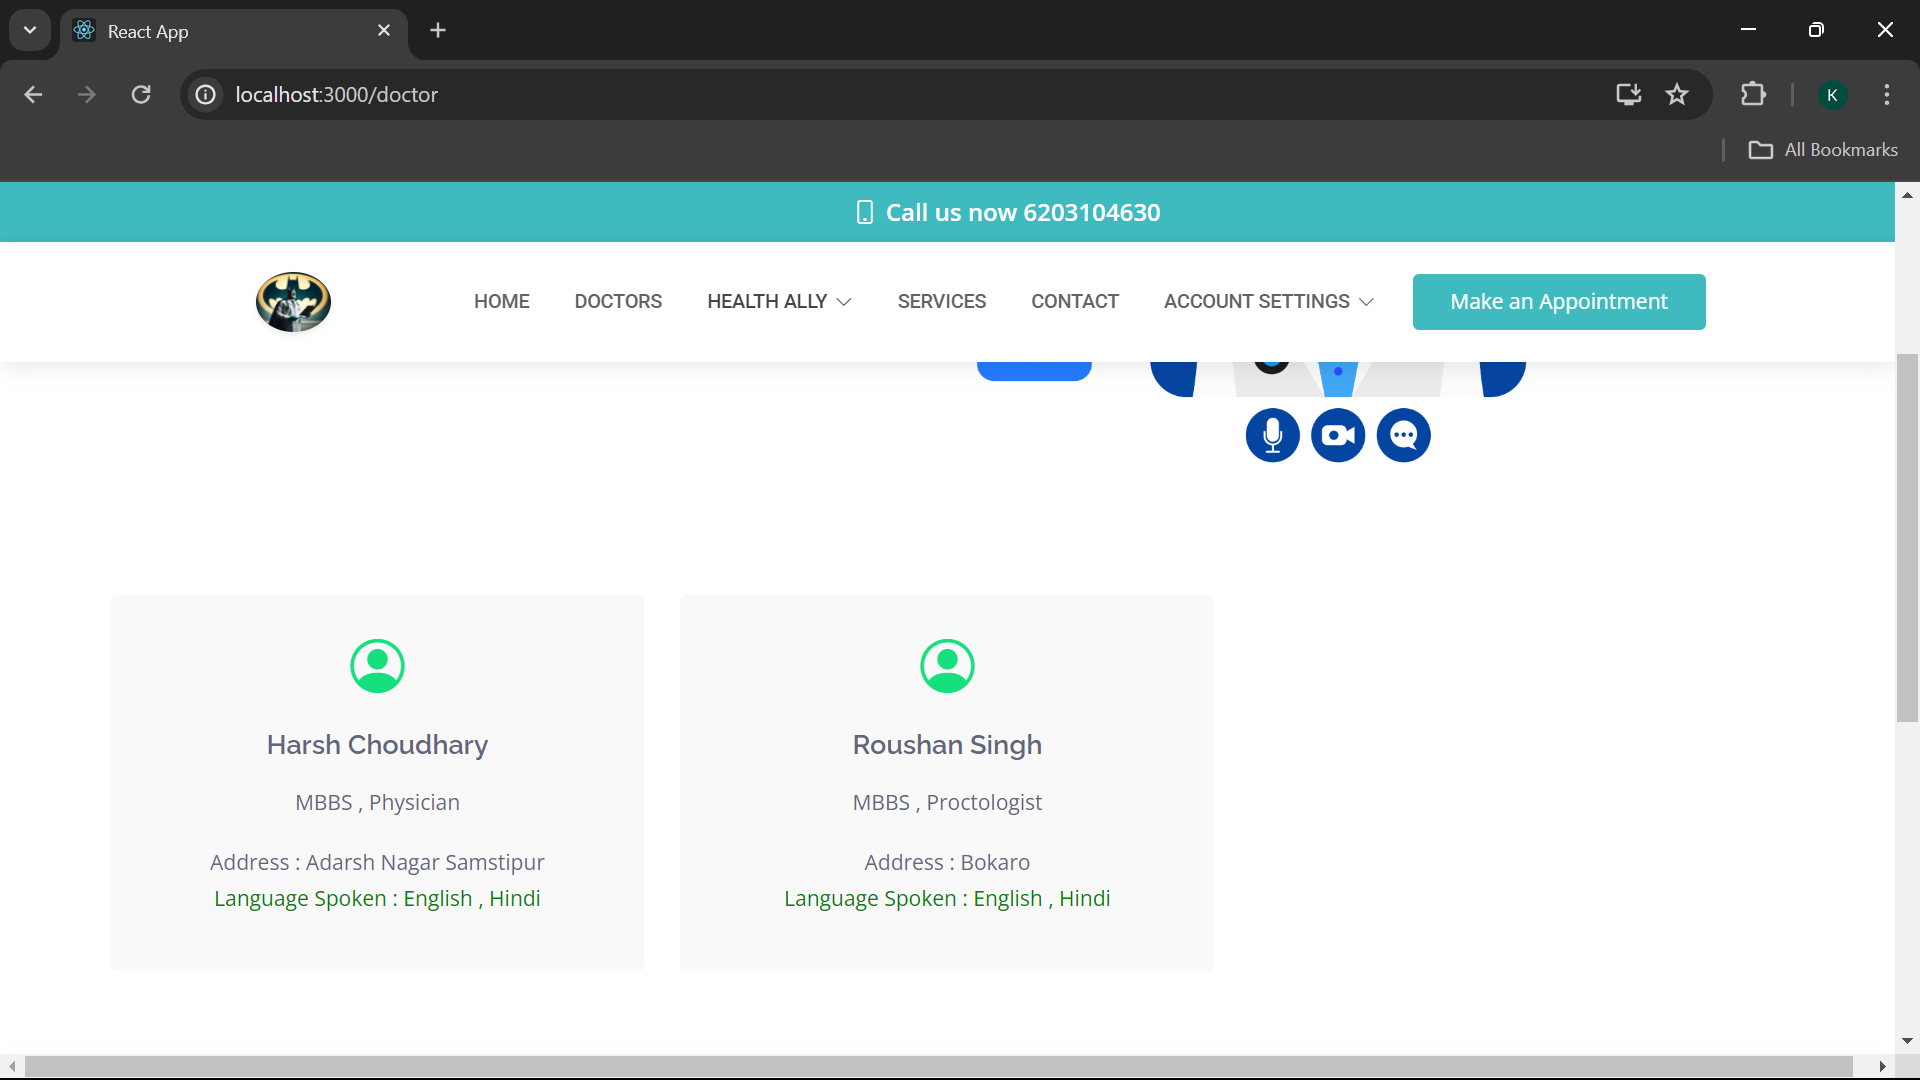 React App
localhost:3000/doctor
K
All Bookmarks
Call us now 6203104630
HOME DOCTORS HEALTH ALLY SERVICES CONTACT ACCOUNT SETTINGS Make an Appointment
Harsh Choudhary
MBBS , Physician
Address : Adarsh Nagar Samstipur
Language Spoken : English , Hindi
Roushan Singh
MBBS , Proctologist
Address : Bokaro
Language Spoken : English , Hindi